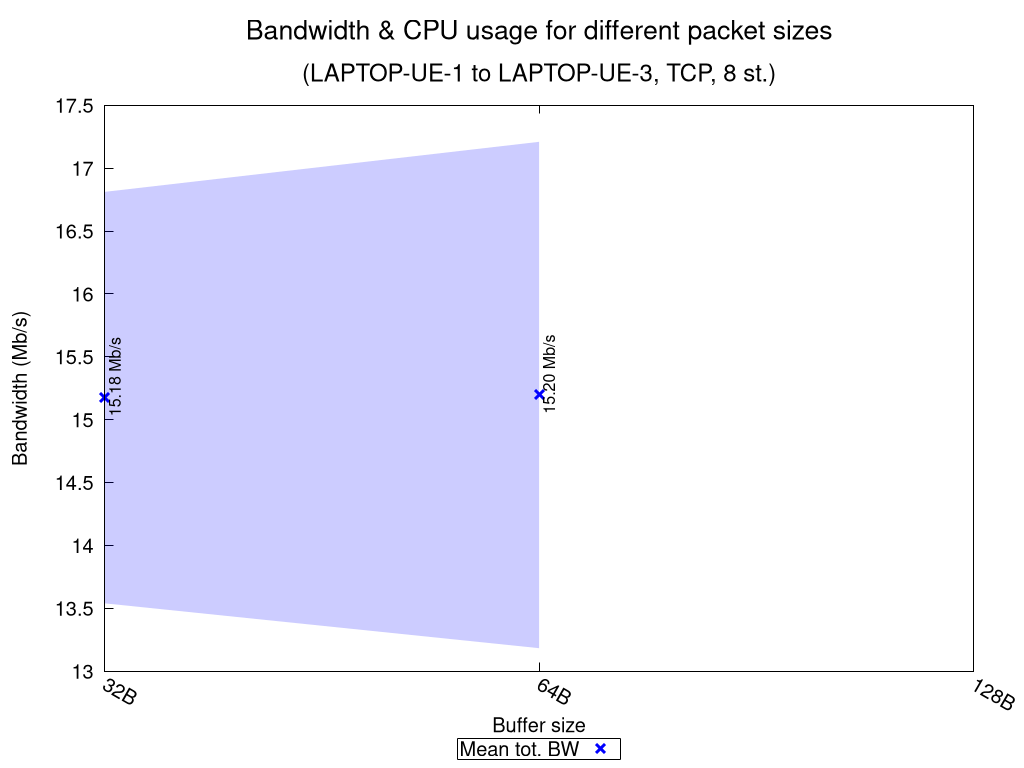 Bandwidth & CPU usage for different packet sizes
(LAPTOP-UE-1 to LAPTOP-UE-3, TCP, 8 st.)
17.5
17
16.5
16
15.5
15
14.5
14
13.5
13
Bandwidth (Mb/s)
15.18 Mb/s
15.20 Mb/s
32B
64B
128B
Buffer size
Mean tot. BW